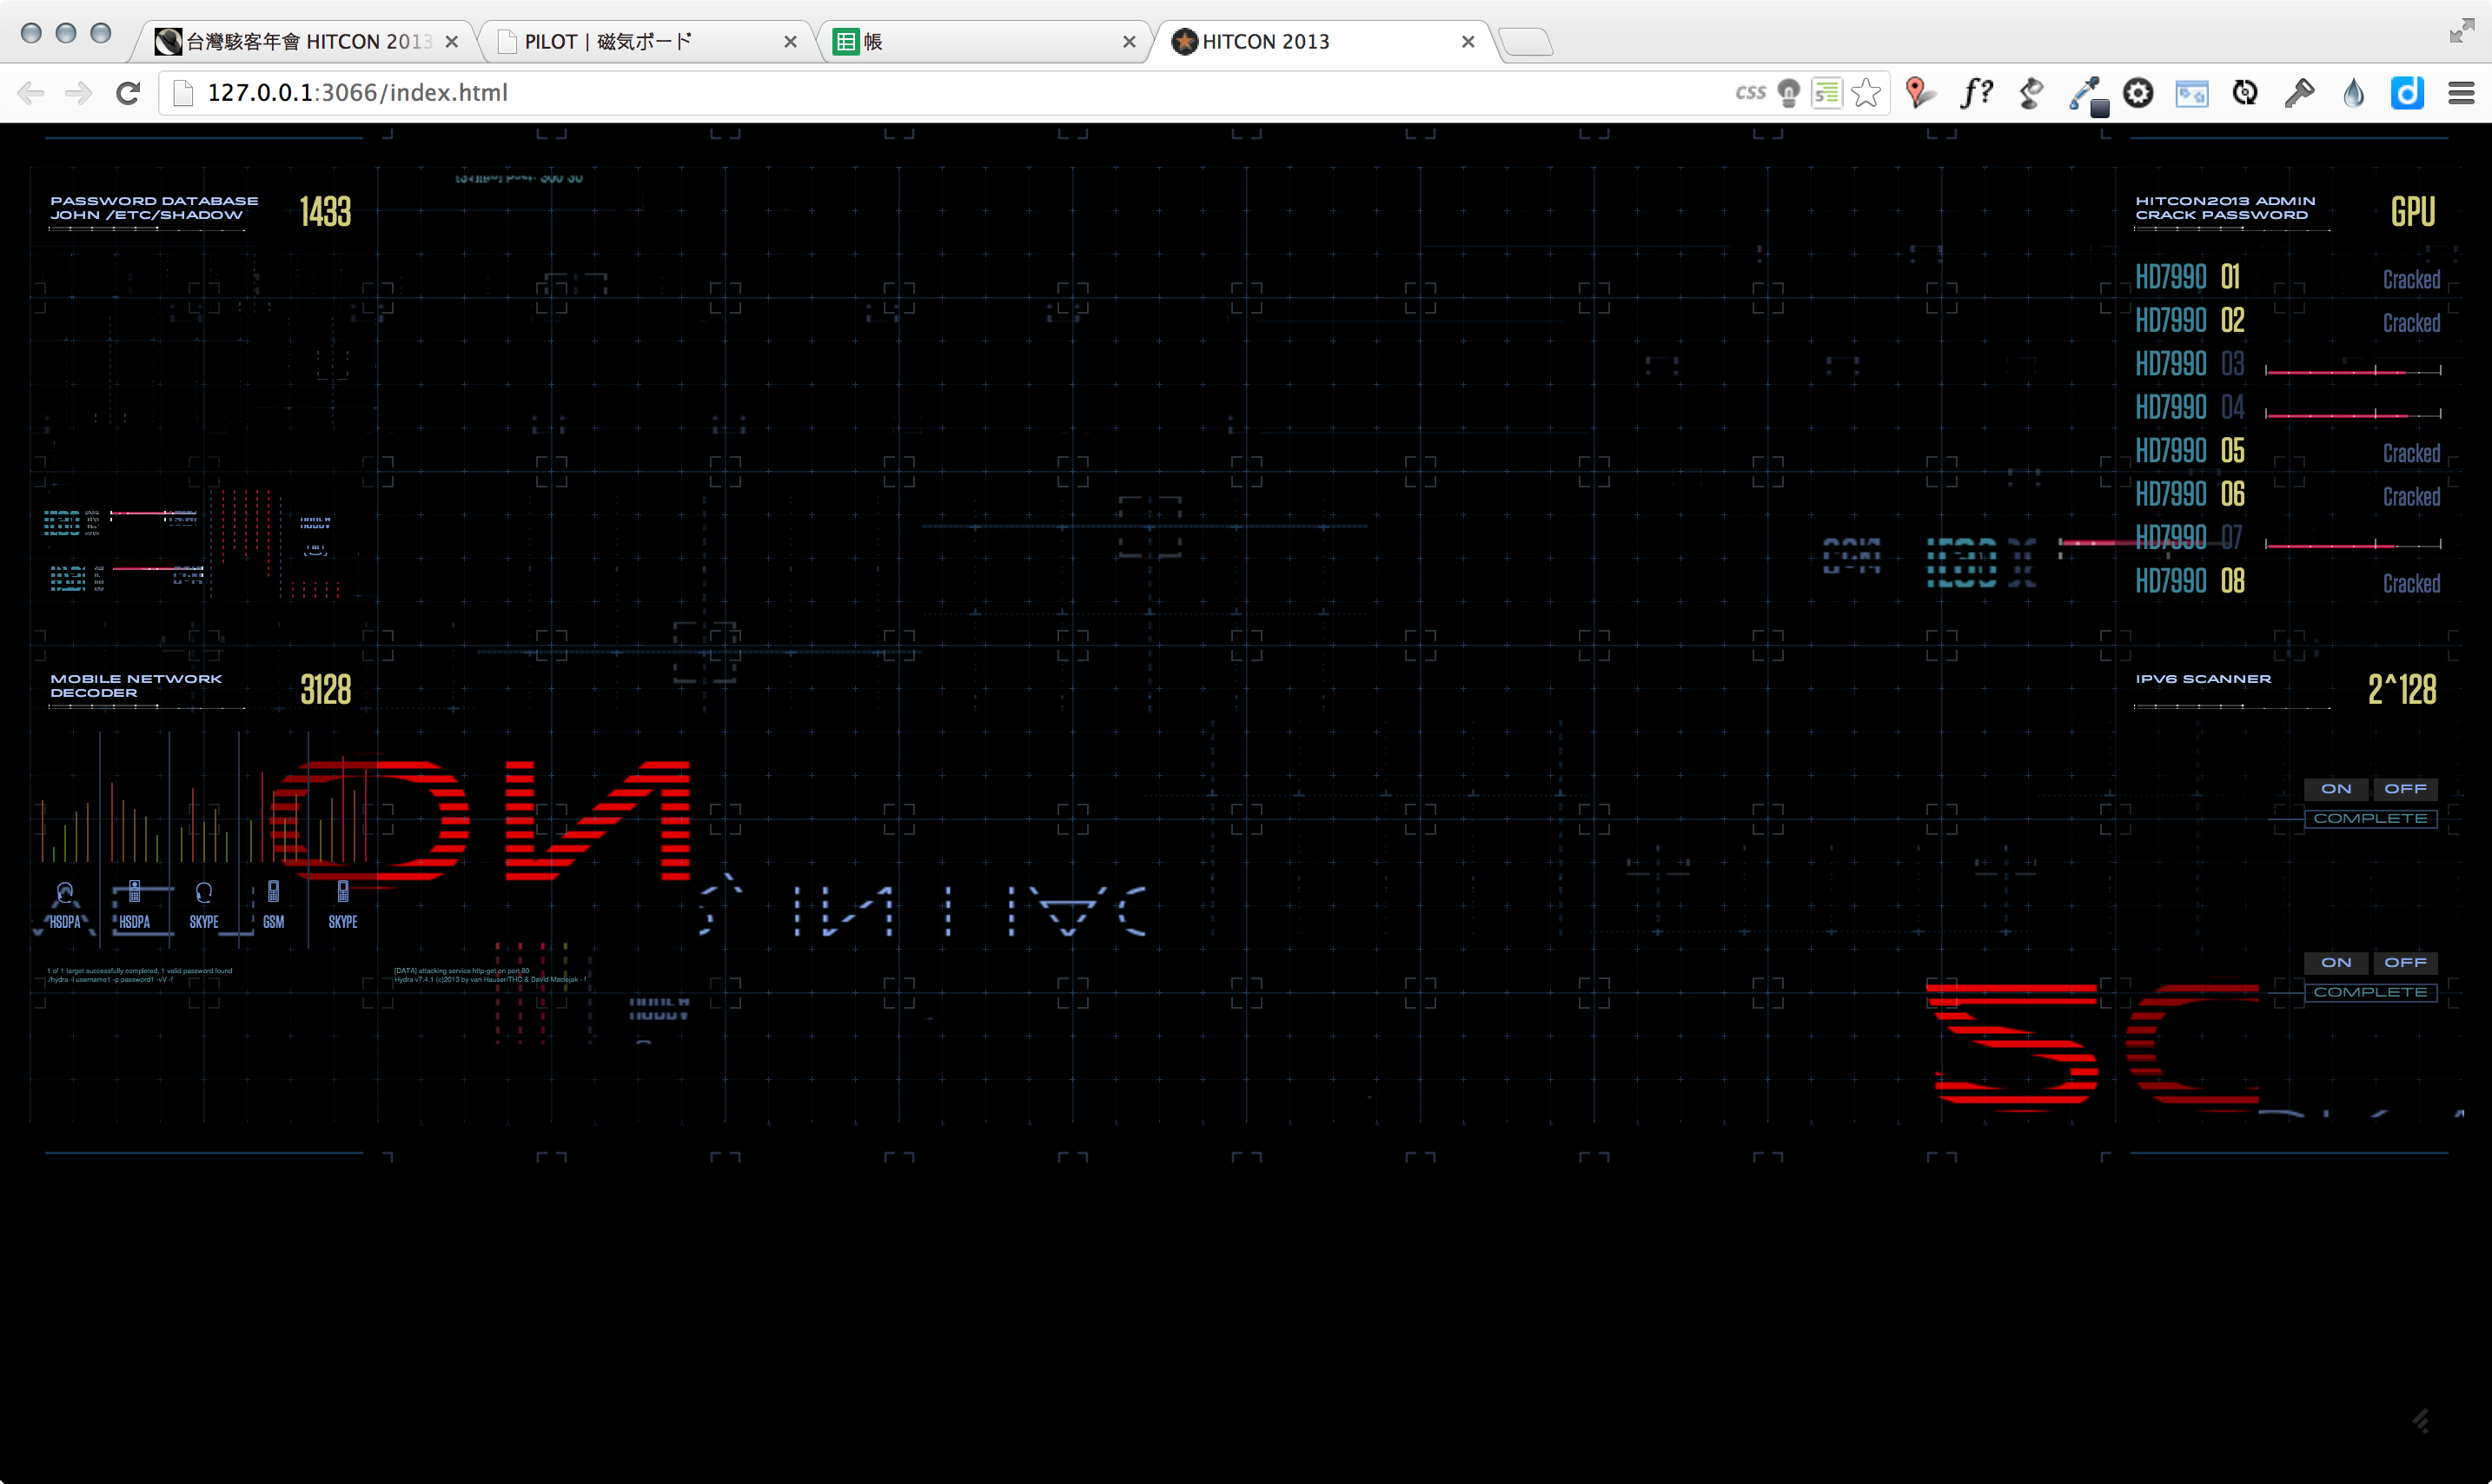 台灣駭客年會 HITCON 2013
PILOT | 磁気ボード
帳
HITCON 2013
127.0.0.1:3066/index.html
CSS
f?
PASSWORD DATABASE
JOHN /ETC/SHADOW
1433
HITCON2013 ADMIN
CRACK PASSWORD
GPU
HD7990 01 Cracked
HD7990 02 Cracked
HD7990 03
HD7990 04
HD7990 05 Cracked
HD7990 06 Cracked
HD7990 07
HD7990 08 Cracked
MOBILE NETWORK
DECODER
3128
IPV6 SCANNER
2^128
ON OFF
COMPLETE
HSDPA HSDPA SKYPE GSM SKYPE
1 of 1 target successfully completed, 1 valid password found
./hydra -l username1 -p password1 -vV -f
[DATA] attacking service http-get on port 80
Hydra v7.4.1 (c)2013 by van Hauser/THC & David Maciejak - f
ON OFF
COMPLETE
SC